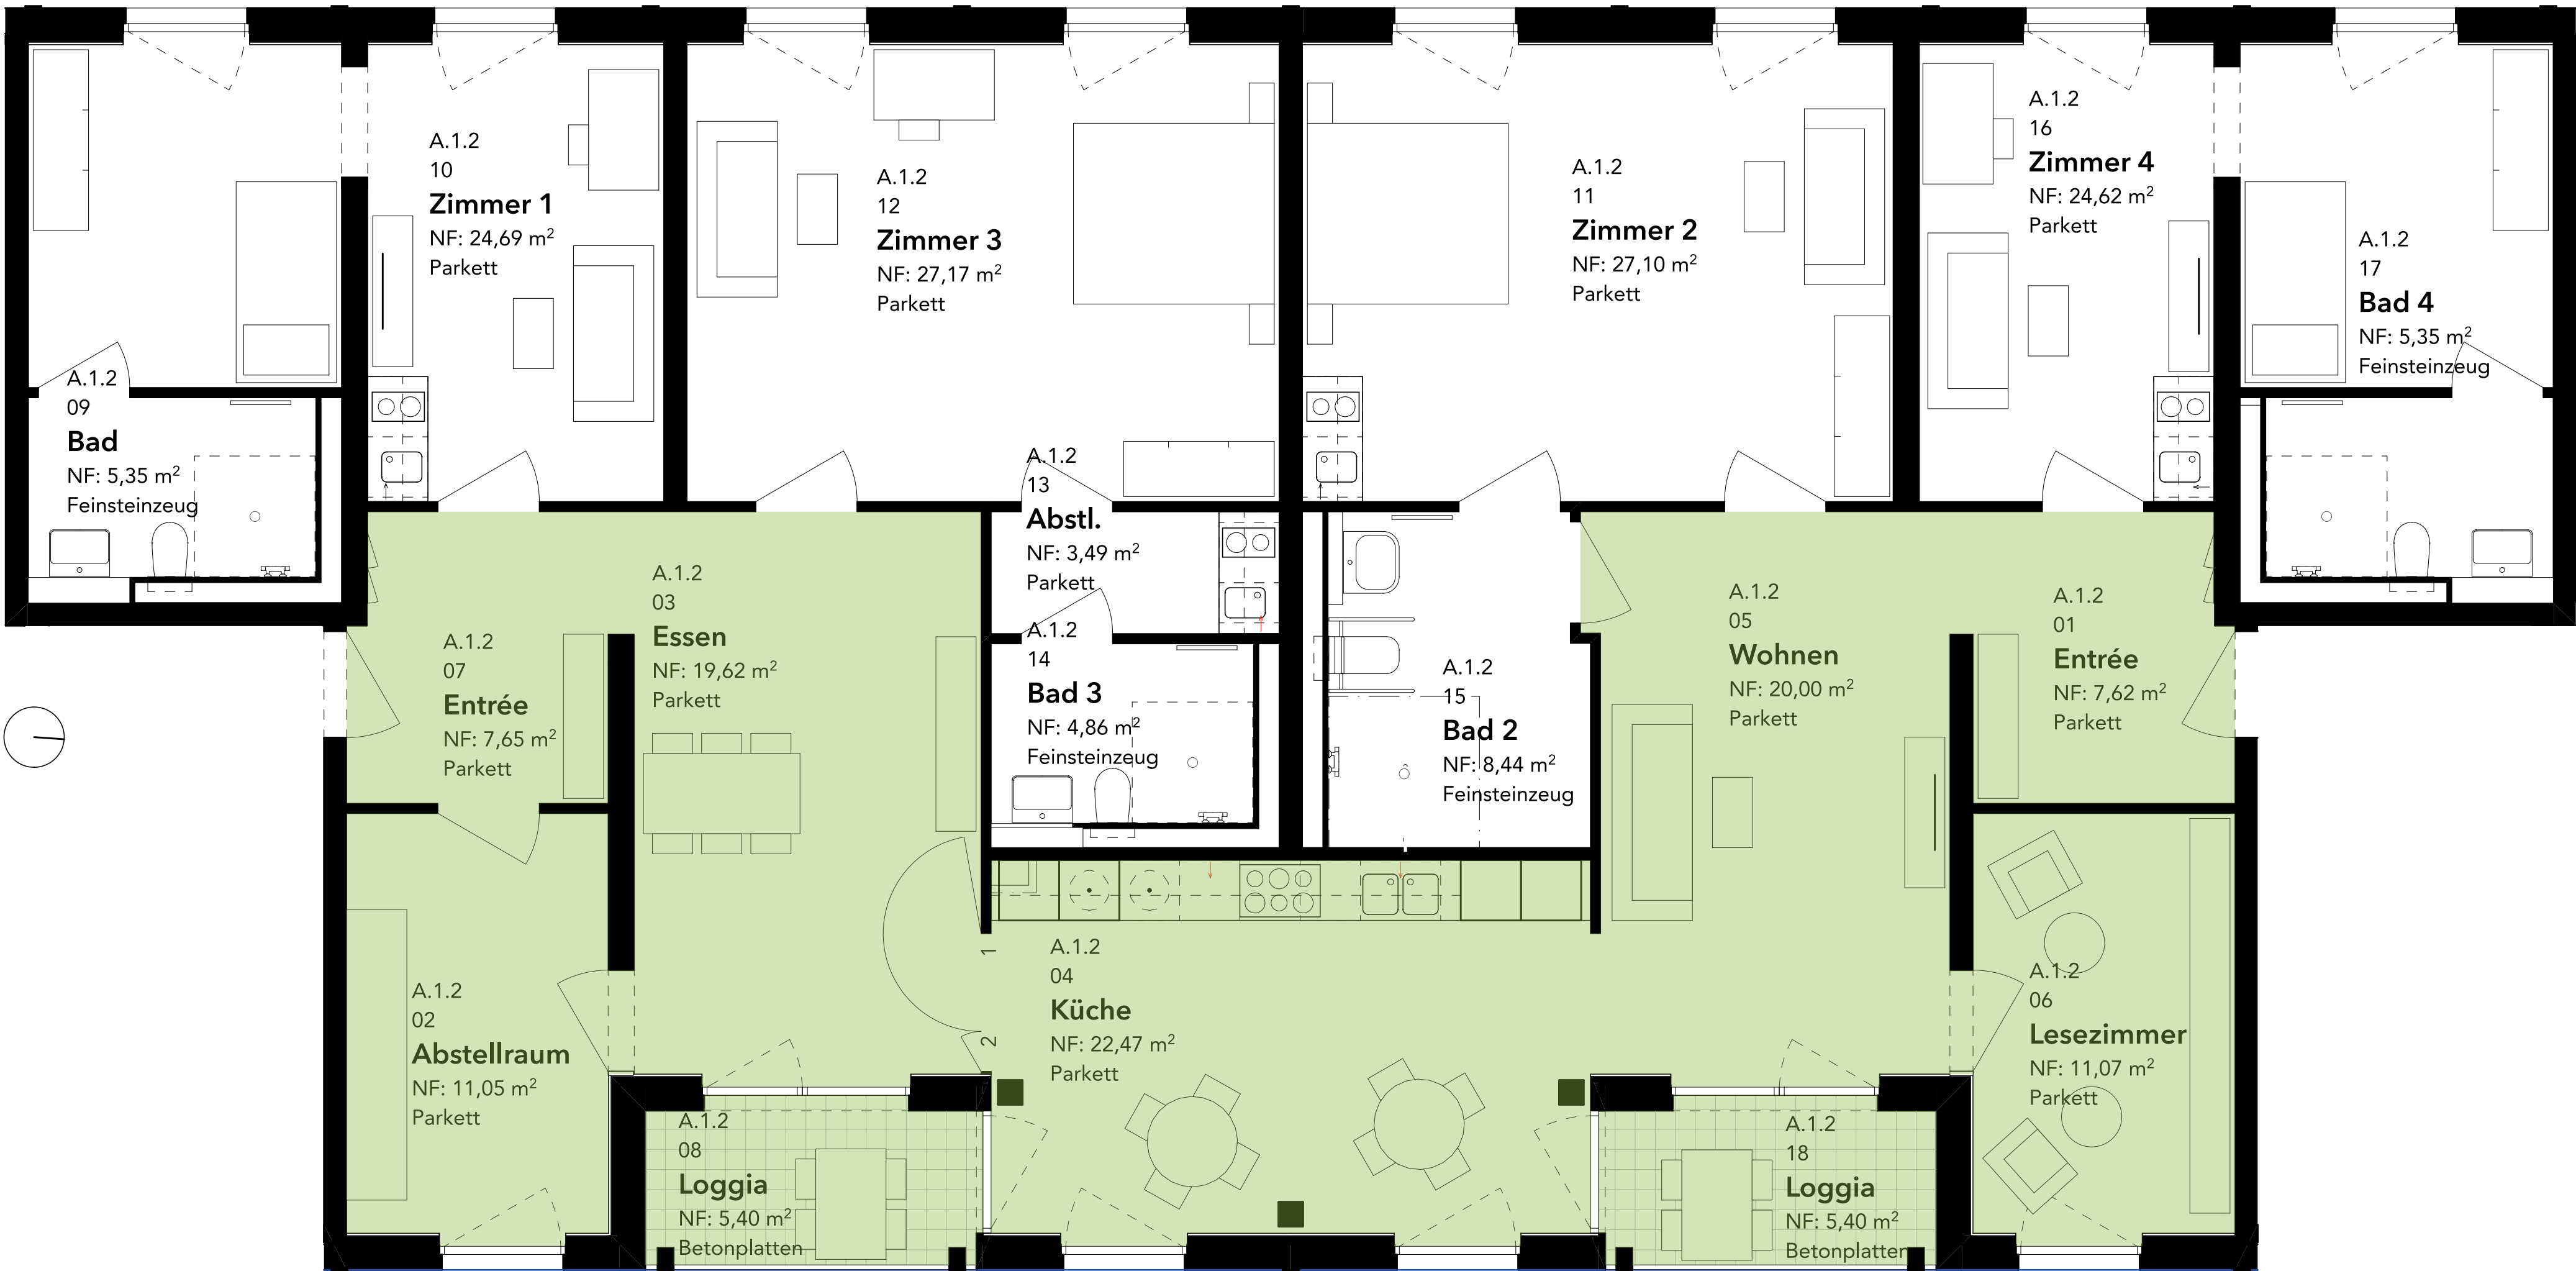 A.1.2
10
Zimmer 1
NF: 24,69 m²
Parkett
A.1.2
12
Zimmer 3
NF: 27,17 m²
Parkett
A.1.2
11
Zimmer 2
NF: 27,10 m²
Parkett
A.1.2
16
Zimmer 4
NF: 24,62 m²
Parkett
A.1.2
17
Bad 4
NF: 5,35 m²
Feinsteinzeug
A.1.2
09
Bad
NF: 5,35 m²
Feinsteinzeug
A.1.2
13
Abstl.
NF: 3,49 m²
Parkett
A.1.2
03
Essen
NF: 19,62 m²
Parkett
A.1.2
07
Entrée
NF: 7,65 m²
Parkett
A.1.2
14
Bad 3
NF: 4,86 m²
Feinsteinzeug
A.1.2
15
Bad 2
NF: 8,44 m²
Feinsteinzeug
A.1.2
05
Wohnen
NF: 20,00 m²
Parkett
A.1.2
01
Entrée
NF: 7,62 m²
Parkett
A.1.2
02
Abstellraum
NF: 11,05 m²
Parkett
1
2
A.1.2
04
Küche
NF: 22,47 m²
Parkett
A.1.2
06
Lesezimmer
NF: 11,07 m²
Parkett
A.1.2
08
Loggia
NF: 5,40 m²
Betonplatten
A.1.2
18
Loggia
NF: 5,40 m²
Betonplatten